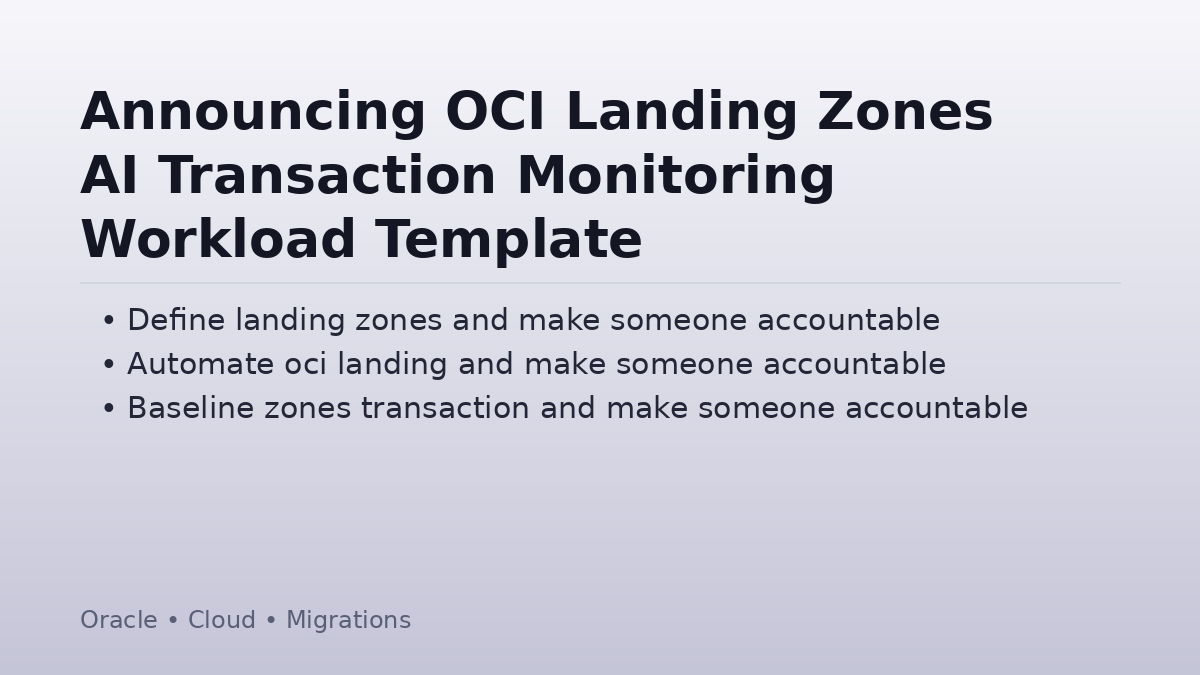 Announcing OCI Landing Zones
AI Transaction Monitoring
Workload Template
• Define landing zones and make someone accountable
• Automate oci landing and make someone accountable
• Baseline zones transaction and make someone accountable
Oracle • Cloud • Migrations